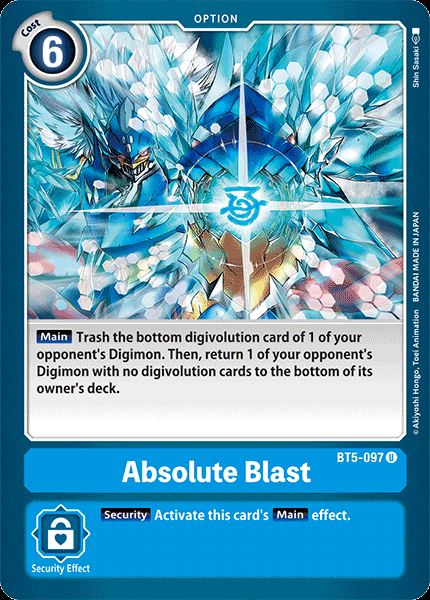 OPTION
Cost
6
Shin Sasaki
©Akiyoshi Hongo, Toei Animation BANDAI MADE IN JAPAN
Main Trash the bottom digivolution card of 1 of your
opponent's Digimon. Then, return 1 of your opponent's
Digimon with no digivolution cards to the bottom of its
owner's deck.
BT5-097 U
Absolute Blast
Security Activate this card's Main effect.
Security Effect